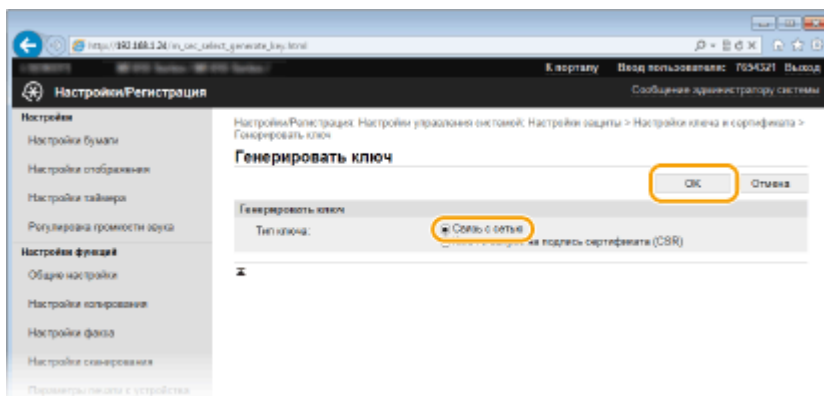 http://192.168.1.24/m_sec_select_generate_key.html
К порталу Вход пользователя: 7654321 Выход
Настройки/Регистрация
Сообщение администратору системы
Настройки
Настройки бумаги
Настройки отображения
Настройки таймера
Регулировка громкости звука
Настройки функций
Общие настройки
Настройки копирования
Настройки факса
Настройки сканирования
Параметры печати с устройства
Настройки/Регистрация: Настройки управления системой: Настройки защиты > Настройки ключа и сертификата >
Генерировать ключ
Генерировать ключ
OK Отмена
Генерировать ключ
Тип ключа:
Связь с сетью
на подпись сертификата (CSR)